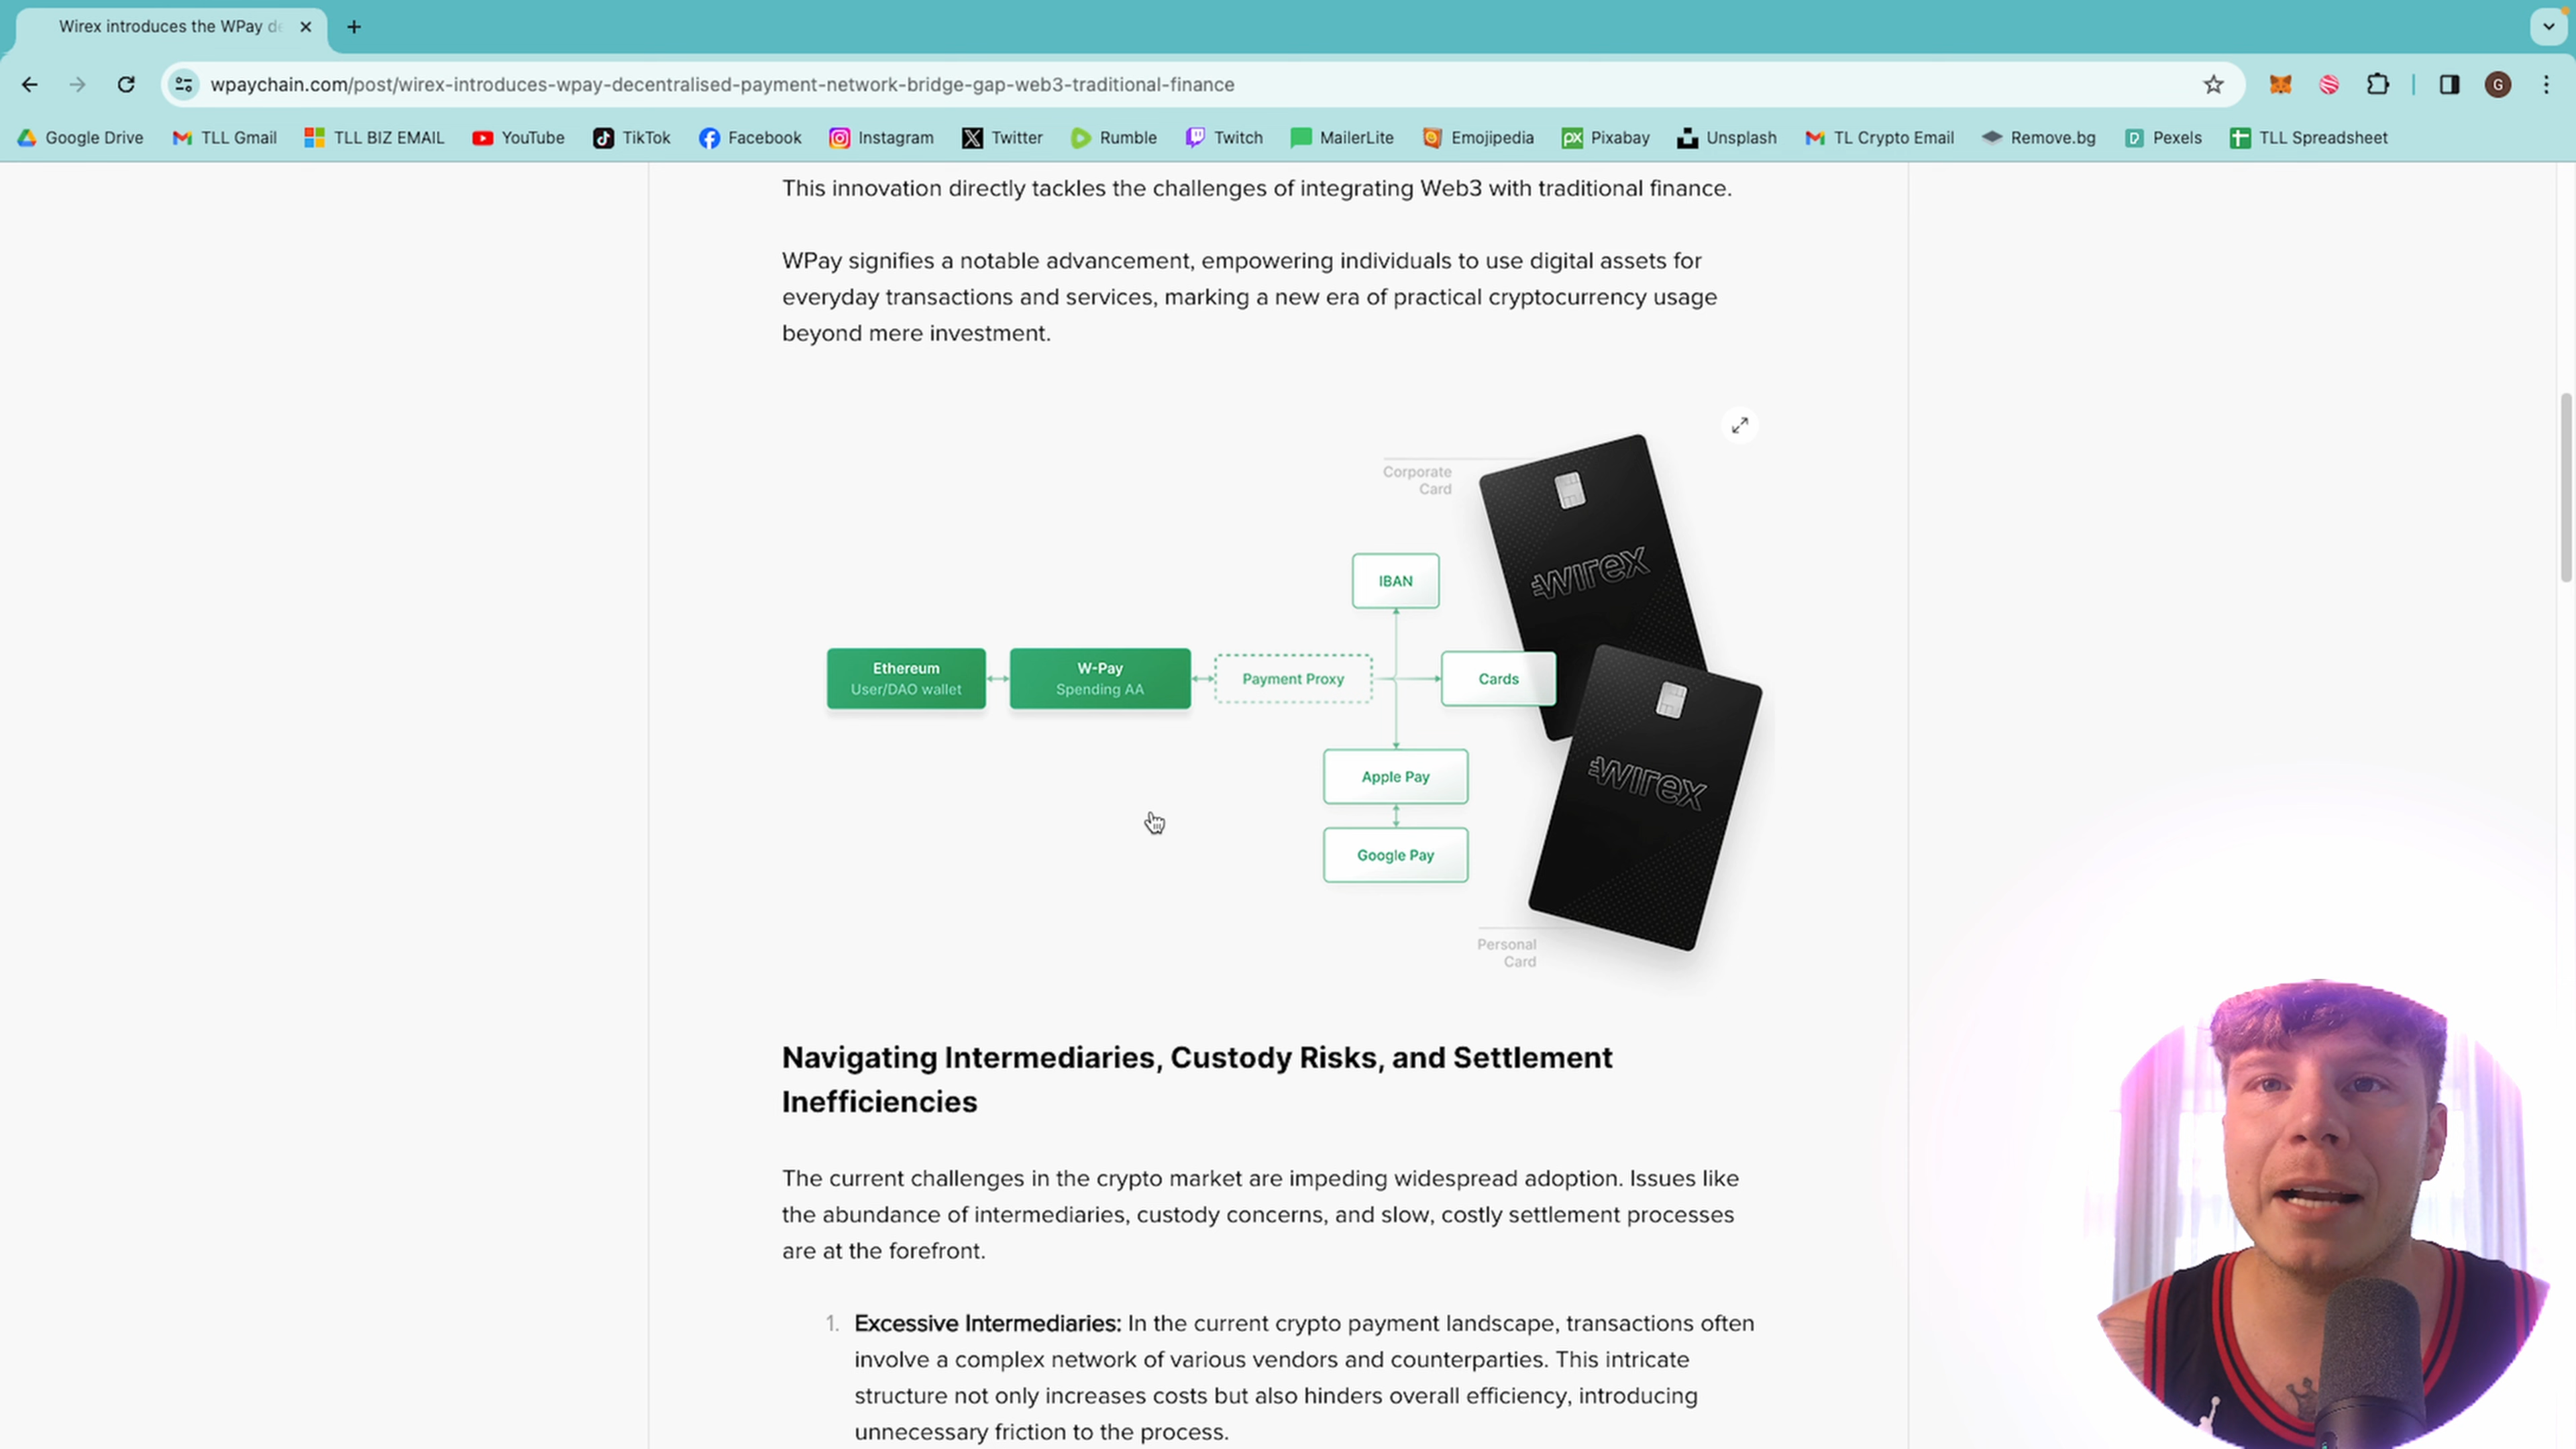 Wirex introduces the WPay de
wpaychain.com/post/wirex-introduces-wpay-decentralised-payment-network-bridge-gap-web3-traditional-finance
G
Google Drive TLL Gmail TLL BIZ EMAIL YouTube TikTok Facebook Instagram Twitter Rumble Twitch MailerLite Emojipedia Pixabay Unsplash TL Crypto Email Remove.bg Pexels TLL Spreadsheet
This innovation directly tackles the challenges of integrating Web3 with traditional finance.
WPay signifies a notable advancement, empowering individuals to use digital assets for
everyday transactions and services, marking a new era of practical cryptocurrency usage
beyond mere investment.
Corporate
Card
wirex
IBAN
Ethereum
User/DAO wallet
W-Pay
Spending AA
Payment Proxy
Cards
Apple Pay
wirex
Google Pay
Personal
Card
Navigating Intermediaries, Custody Risks, and Settlement
Inefficiencies
The current challenges in the crypto market are impeding widespread adoption. Issues like
the abundance of intermediaries, custody concerns, and slow, costly settlement processes
are at the forefront.
1. Excessive Intermediaries: In the current crypto payment landscape, transactions often
involve a complex network of various vendors and counterparties. This intricate
structure not only increases costs but also hinders overall efficiency, introducing
unnecessary friction to the process.